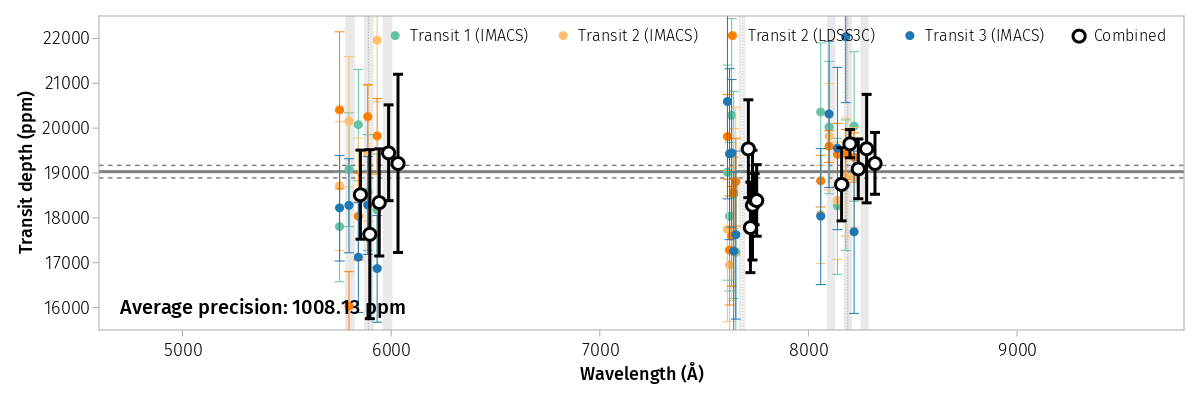 Transit 1 (IMACS) Transit 2 (IMACS) Transit 2 (LDSS3C) Transit 3 (IMACS) Combined
22000
21000
20000
19000
18000
17000
16000
Transit depth (ppm)
Average precision: 1008.13 ppm
5000 6000 7000 8000 9000
Wavelength (Å)